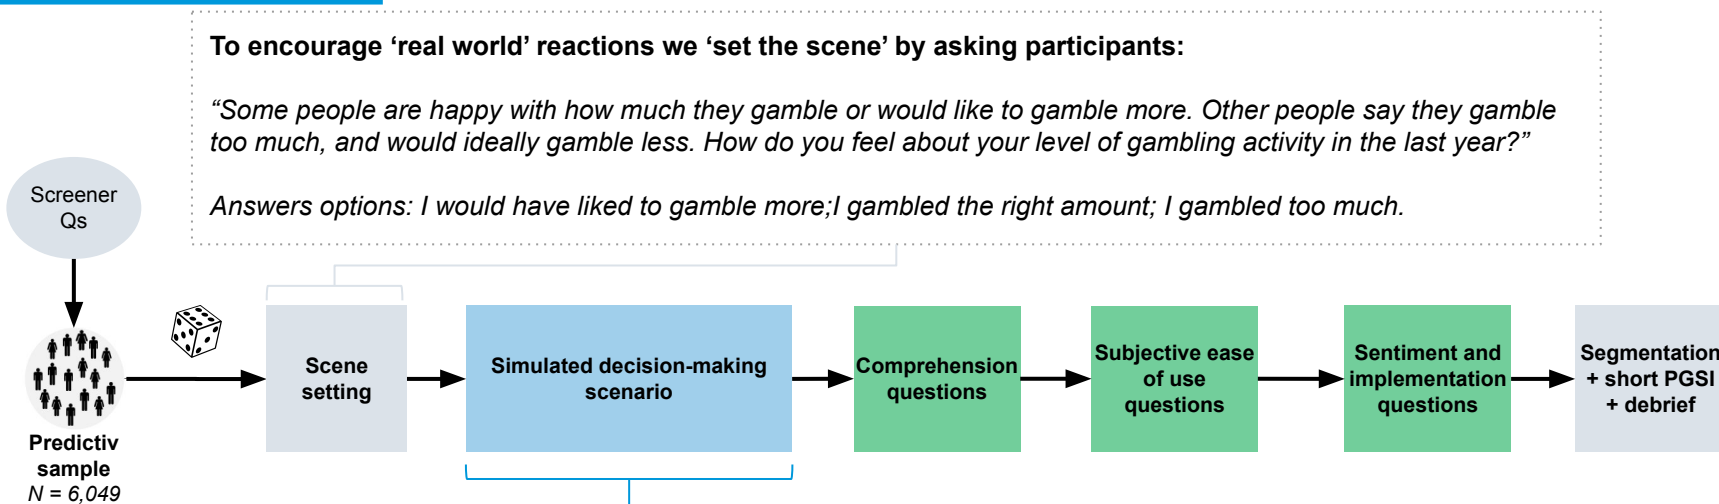 To encourage ‘real world’ reactions we ‘set the scene’ by asking participants:
“Some people are happy with how much they gamble or would like to gamble more. Other people say they gamble
too much, and would ideally gamble less. How do you feel about your level of gambling activity in the last year?”
Answers options: I would have liked to gamble more;I gambled the right amount; I gambled too much.
Screener
Qs
Predictiv
sample
N = 6,049
Scene
setting
Simulated decision-making
scenario
Comprehension
questions
Subjective ease
of use
questions
Sentiment and
implementation
questions
Segmentation
+ short PGSI
+ debrief